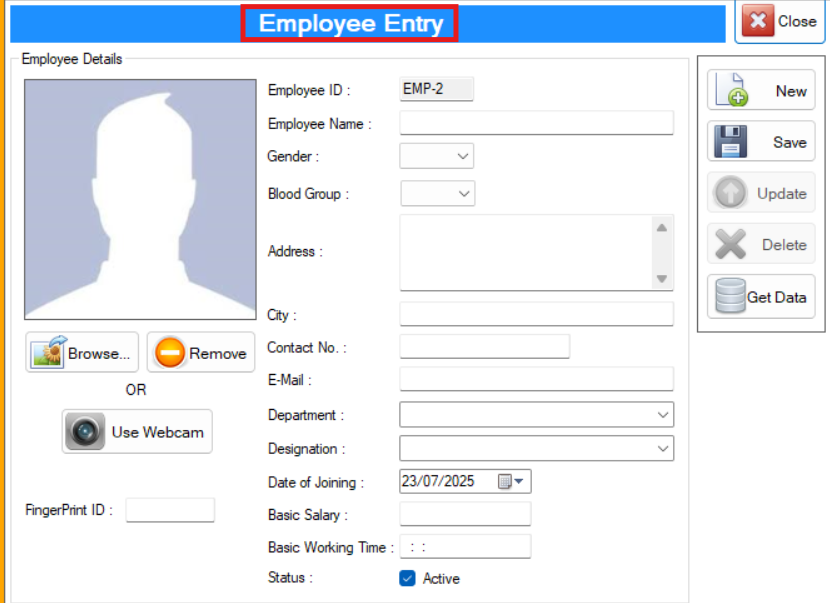 Employee Entry
Close
Employee Details
Employee ID : EMP-2
Employee Name :
Gender :
Blood Group :
Address :
City :
Contact No. :
E-Mail :
Department :
Designation :
Date of Joining : 23/07/2025
Basic Salary :
Basic Working Time : : :
Status : Active
Browse...
Remove
OR
Use Webcam
FingerPrint ID :
New
Save
Update
Delete
Get Data